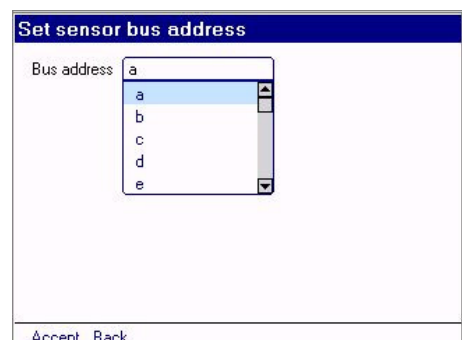 Set sensor bus address
Bus address a
a
b
c
d
e
Accept Back